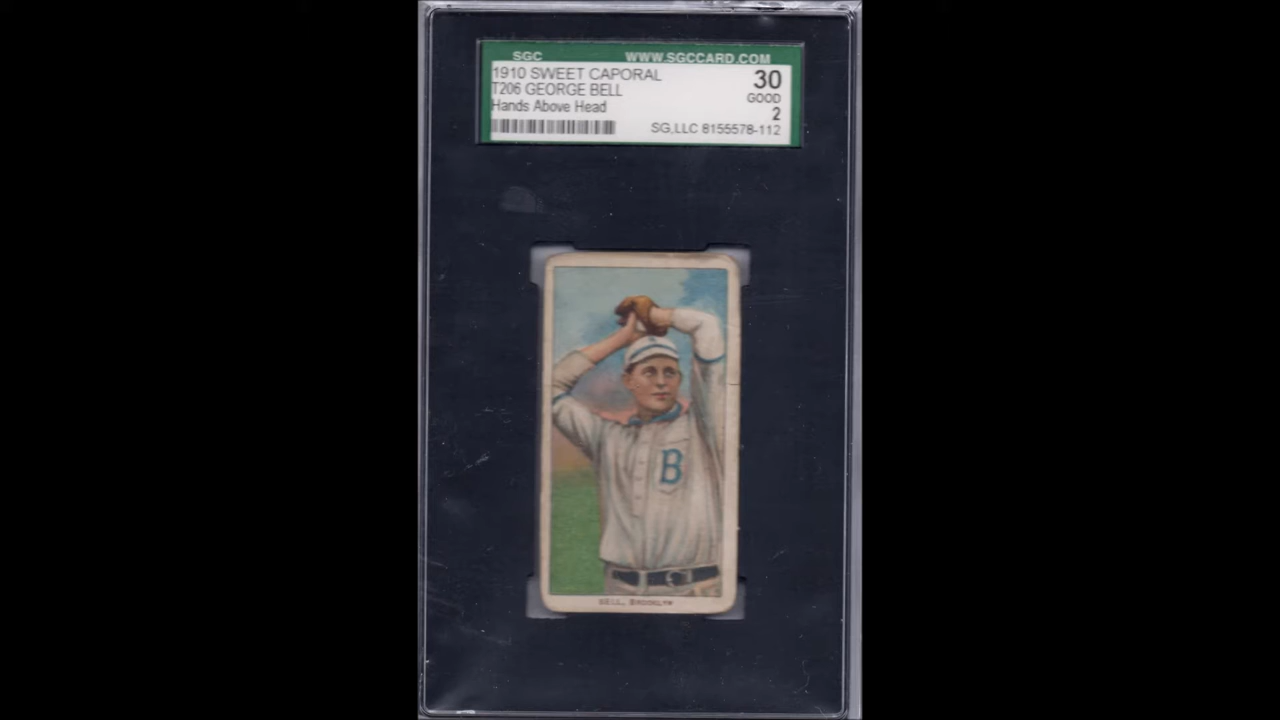 SGC WWW.SGCCARD.COM
1910 SWEET CAPORAL
T206 GEORGE BELL
Hands Above Head
30
GOOD
2
SG,LLC 8155578-112
B
BELL, BROOKLYN